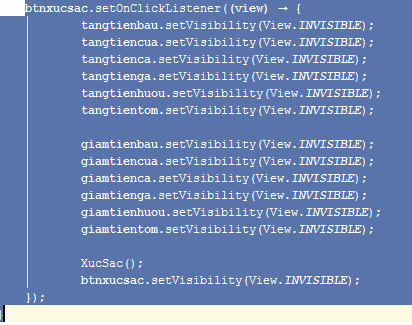 btnxucsac.setOnClickListener((view) → {
tangtienbau.setVisibility(View.INVISIBLE);
tangtiencua.setVisibility(View.INVISIBLE);
tangtienca.setVisibility(View.INVISIBLE);
tangtienga.setVisibility(View.INVISIBLE);
tangtienhuou.setVisibility(View.INVISIBLE);
tangtientom.setVisibility(View.INVISIBLE);
giamtienbau.setVisibility(View.INVISIBLE);
giamtiencua.setVisibility(View.INVISIBLE);
giamtienca.setVisibility(View.INVISIBLE);
giamtienga.setVisibility(View.INVISIBLE);
giamtienhuou.setVisibility(View.INVISIBLE);
giamtientom.setVisibility(View.INVISIBLE);
XucSac();
btnxucsac.setVisibility(View.INVISIBLE);
});